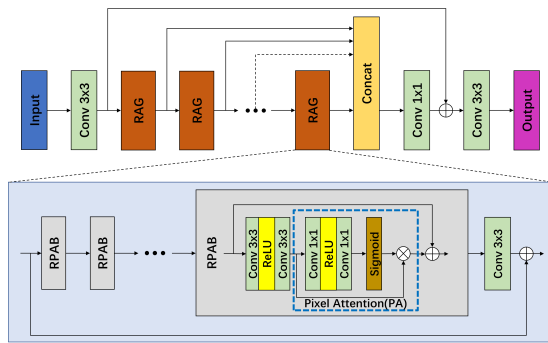 Input
Conv 3x3
RAG
RAG
RAG
Concat
Conv 1x1
Conv 3x3
Output
RPAB
RPAB
RPAB
Conv 3x3
ReLU
Conv 3x3
Conv 1x1
ReLU
Conv 1x1
Sigmoid
Pixel Attention(PA)
Conv 3x3